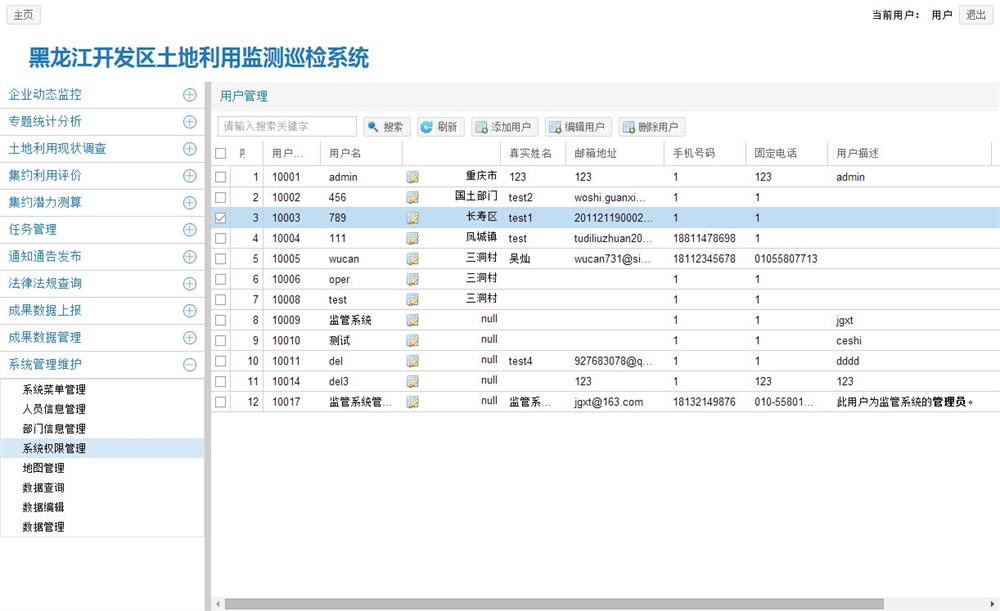 主页
当前用户： 用户 退出
黑龙江开发区土地利用监测巡检系统
企业动态监控
专题统计分析
土地利用现状调查
集约利用评价
集约潜力测算
任务管理
通知通告发布
法律法规查询
成果数据上报
成果数据管理
系统管理维护
系统菜单管理
人员信息管理
部门信息管理
系统权限管理
地图管理
数据查询
数据编辑
数据管理
用户管理
请输入搜索关键字 搜索 刷新 添加用户 编辑用户 删除用户
用户... 用户名 真实姓名 邮箱地址 手机号码 固定电话 用户描述
1 10001 admin 重庆市 123 123 1 123 admin
2 10002 456 国土部门 test2 woshi.guanxi... 1 1
3 10003 789 长寿区 test1 201121190002... 1 1
4 10004 111 凤城镇 test tudiliuzhuan20... 18811478698 1
5 10005 wucan 三洞村 吴灿 wucan731@si... 18112345678 01055807713
6 10006 oper 三洞村 1 1
7 10008 test 三洞村 1 1
8 10009 监管系统 null 1 1 jgxt
9 10010 测试 null 1 1 ceshi
10 10011 del null test4 927683078@q... 1 1 dddd
11 10014 del3 null 123 1 123 123
12 10017 监管系统管... null 监管系... jgxt@163.com 18132149876 010-55801... 此用户为监管系统的管理员。